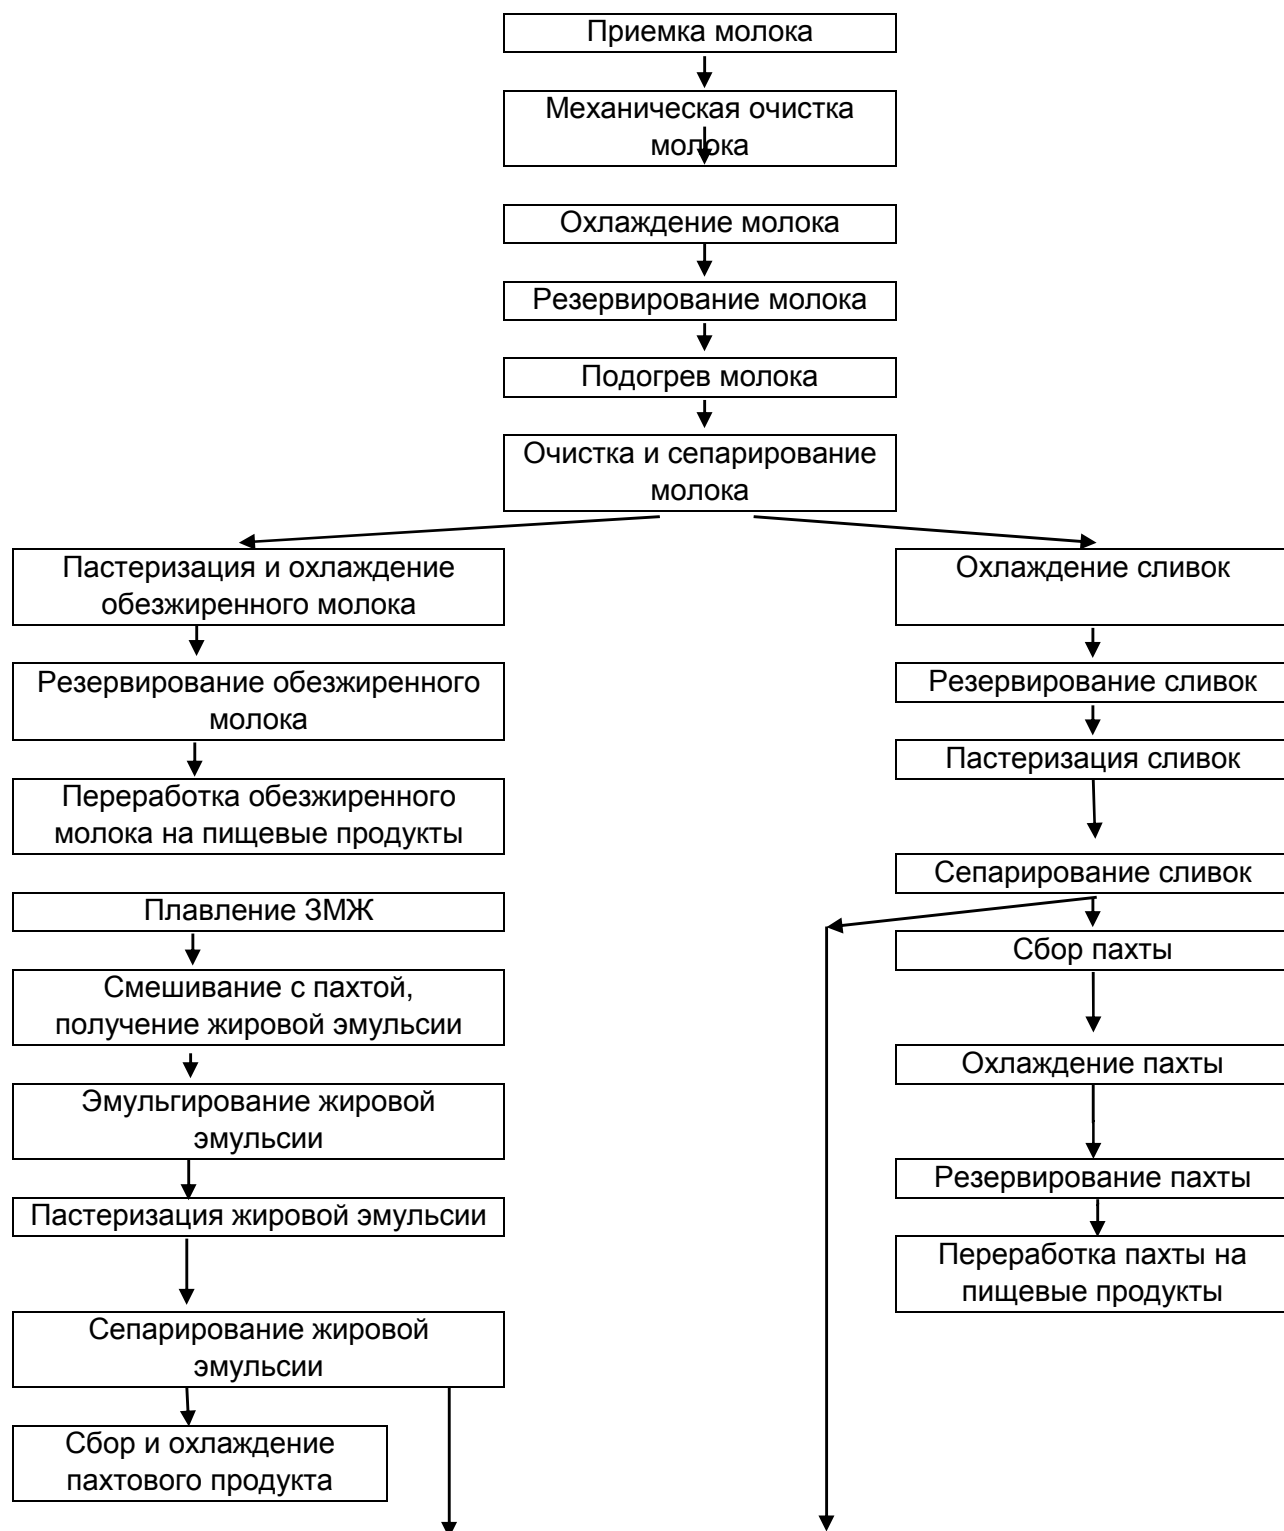 Приемка молока
Механическая очистка
молока
Охлаждение молока
Резервирование молока
Подогрев молока
Очистка и сепарирование
молока
Пастеризация и охлаждение
обезжиренного молока
Резервирование обезжиренного
молока
Переработка обезжиренного
молока на пищевые продукты
Плавление ЗМЖ
Смешивание с пахтой,
получение жировой эмульсии
Эмульгирование жировой
эмульсии
Пастеризация жировой эмульсии
Сепарирование жировой
эмульсии
Сбор и охлаждение
пахтового продукта
Охлаждение сливок
Резервирование сливок
Пастеризация сливок
Сепарирование сливок
Сбор пахты
Охлаждение пахты
Резервирование пахты
Переработка пахты на
пищевые продукты